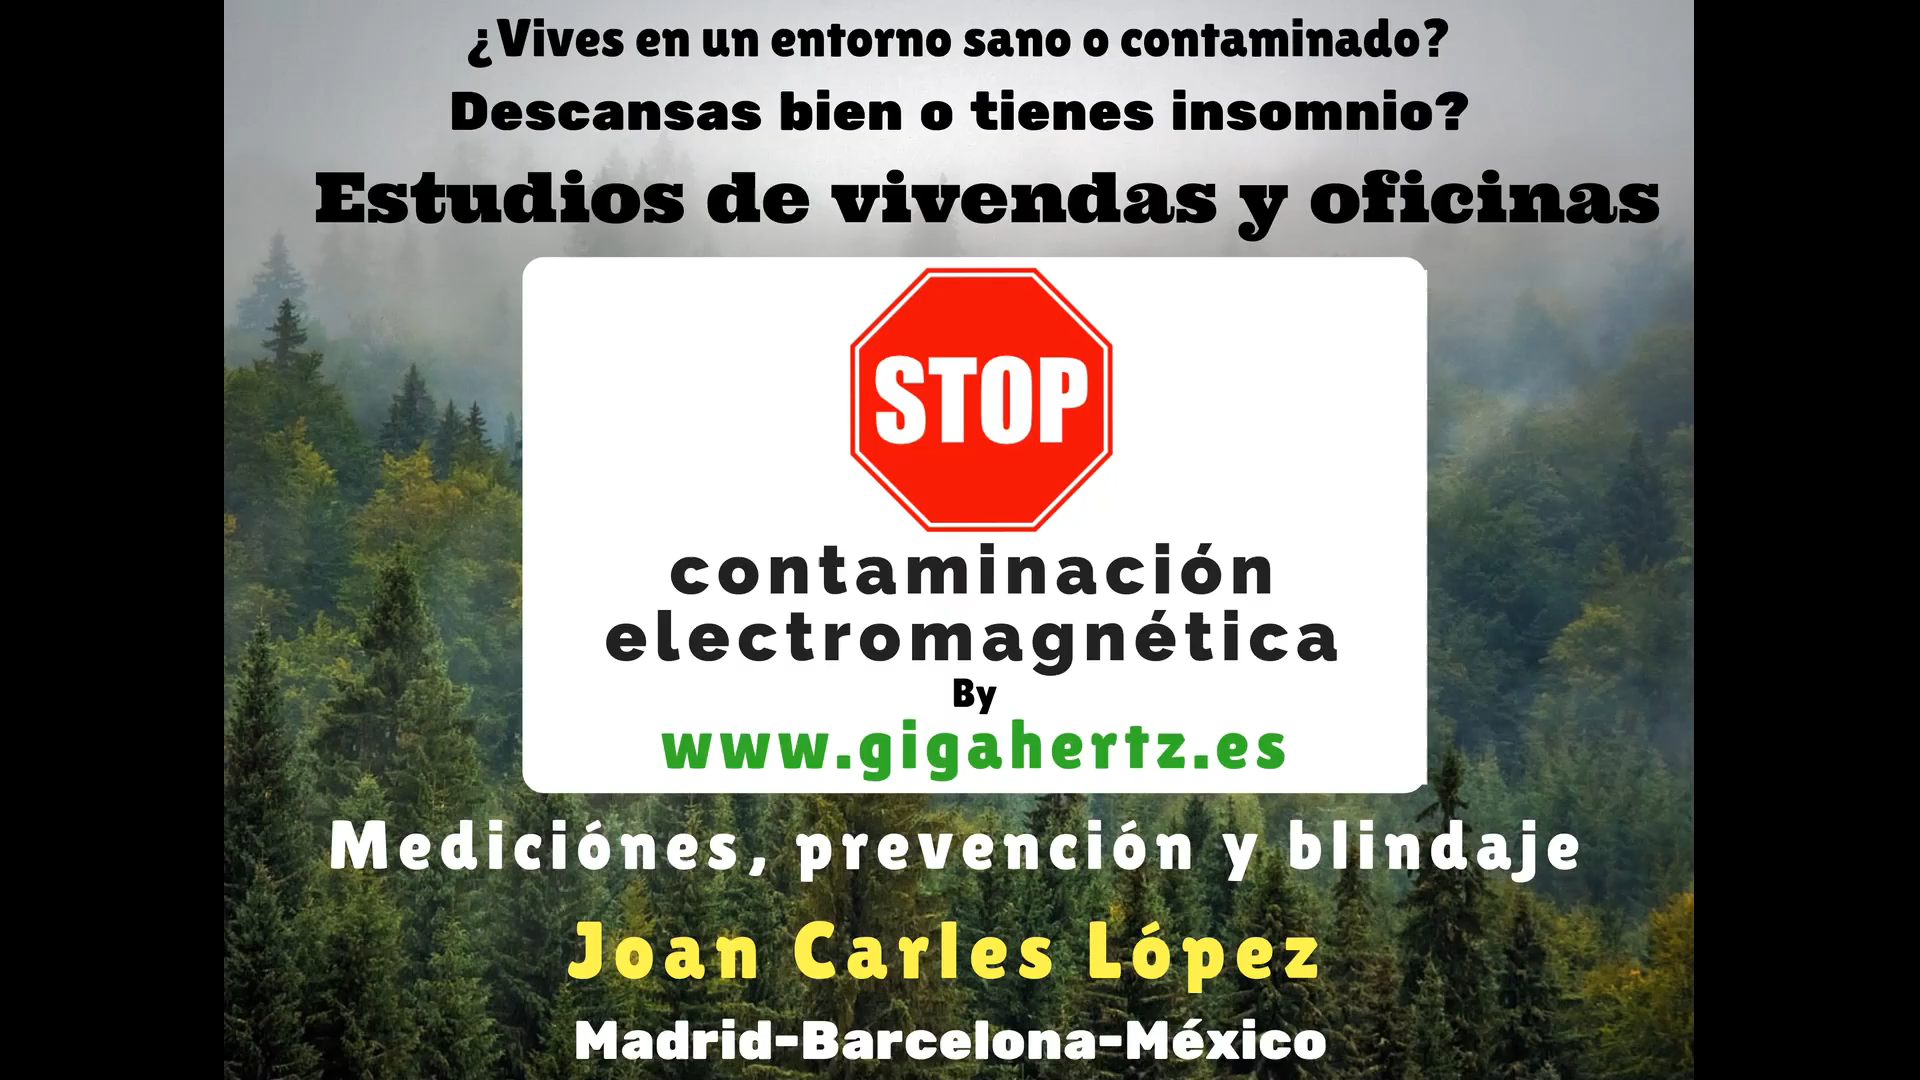 ¿Vives en un entorno sano o contaminado?
Descansas bien o tienes insomnio?
Estudios de vivendas y oficinas
STOP
contaminación
electromagnética
By
www.gigahertz.es
Mediciónes, prevención y blindaje
Joan Carles López
Madrid-Barcelona-México